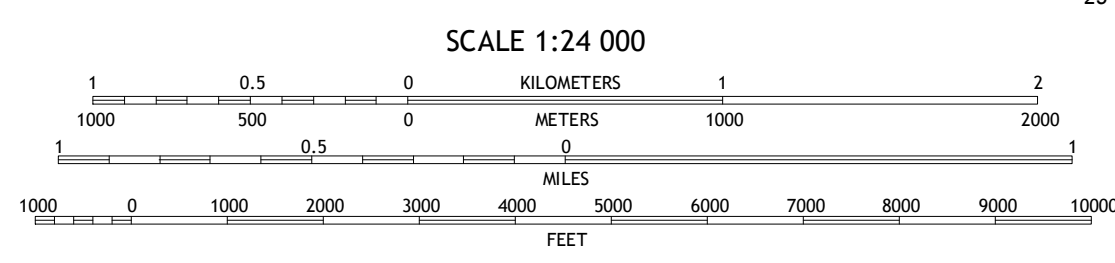 SCALE 1:24 000
1 0.5 0 KILOMETERS 1 2
1000 500 0 METERS 1000 2000
1 0.5 0 1
MILES
1000 0 1000 2000 3000 4000 5000 6000 7000 8000 9000 10000
FEET